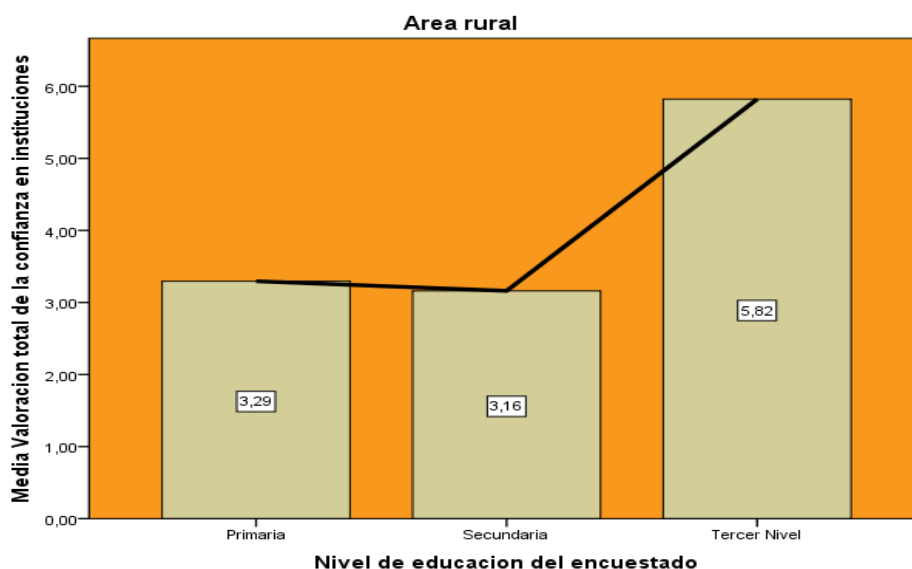 Area rural
Media Valoracion total de la confianza en instituciones
6,00
5,00
4,00
3,00
2,00
1,00
0,00
3,29
3,16
5,82
Primaria
Secundaria
Tercer Nivel
Nivel de educacion del encuestado